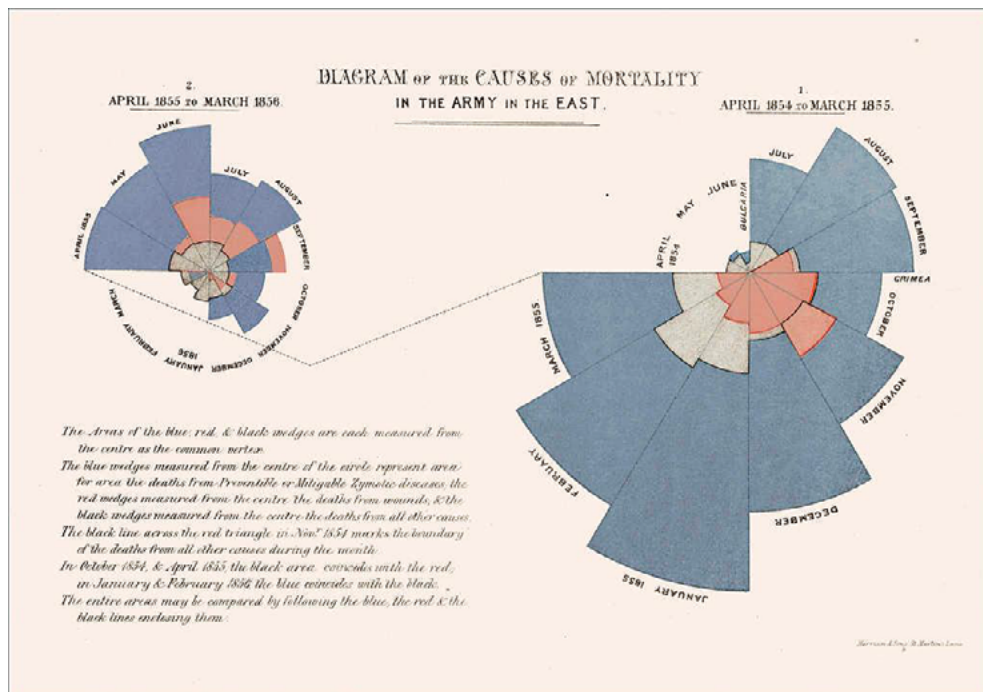 DIAGRAM OF THE CAUSES OF MORTALITY
IN THE ARMY IN THE EAST.
2.
APRIL 1855 TO MARCH 1856.
1.
APRIL 1854 TO MARCH 1855.
APRIL 1855
MAY
JUNE
JULY
AUGUST
SEPTEMBER
OCTOBER
NOVEMBER
DECEMBER
JANUARY
1856
FEBRUARY
MARCH
APRIL
1854
MAY
JUNE
BULGARIA
JULY
AUGUST
SEPTEMBER
CRIMEA
OCTOBER
NOVEMBER
DECEMBER
JANUARY 1855
FEBRUARY
MARCH 1855
The Areas of the blue, red, & black wedges are each measured from
the centre as the common vertex.
The blue wedges measured from the centre of the circle represent area
for area the deaths from Preventible or Mitigable Zymotic diseases, the
red wedges measured from the centre the deaths from wounds, & the
black wedges measured from the centre the deaths from all other causes.
The black line across the red triangle in Novr. 1854 marks the boundary
of the deaths from all other causes during the month.
In October 1854, & April 1855, the black area coincides with the red,
in January & February 1856, the blue coincides with the black.
The entire areas may be compared by following the blue, the red & the
black lines enclosing them.
Harrison & Sons, St. Martins Lane